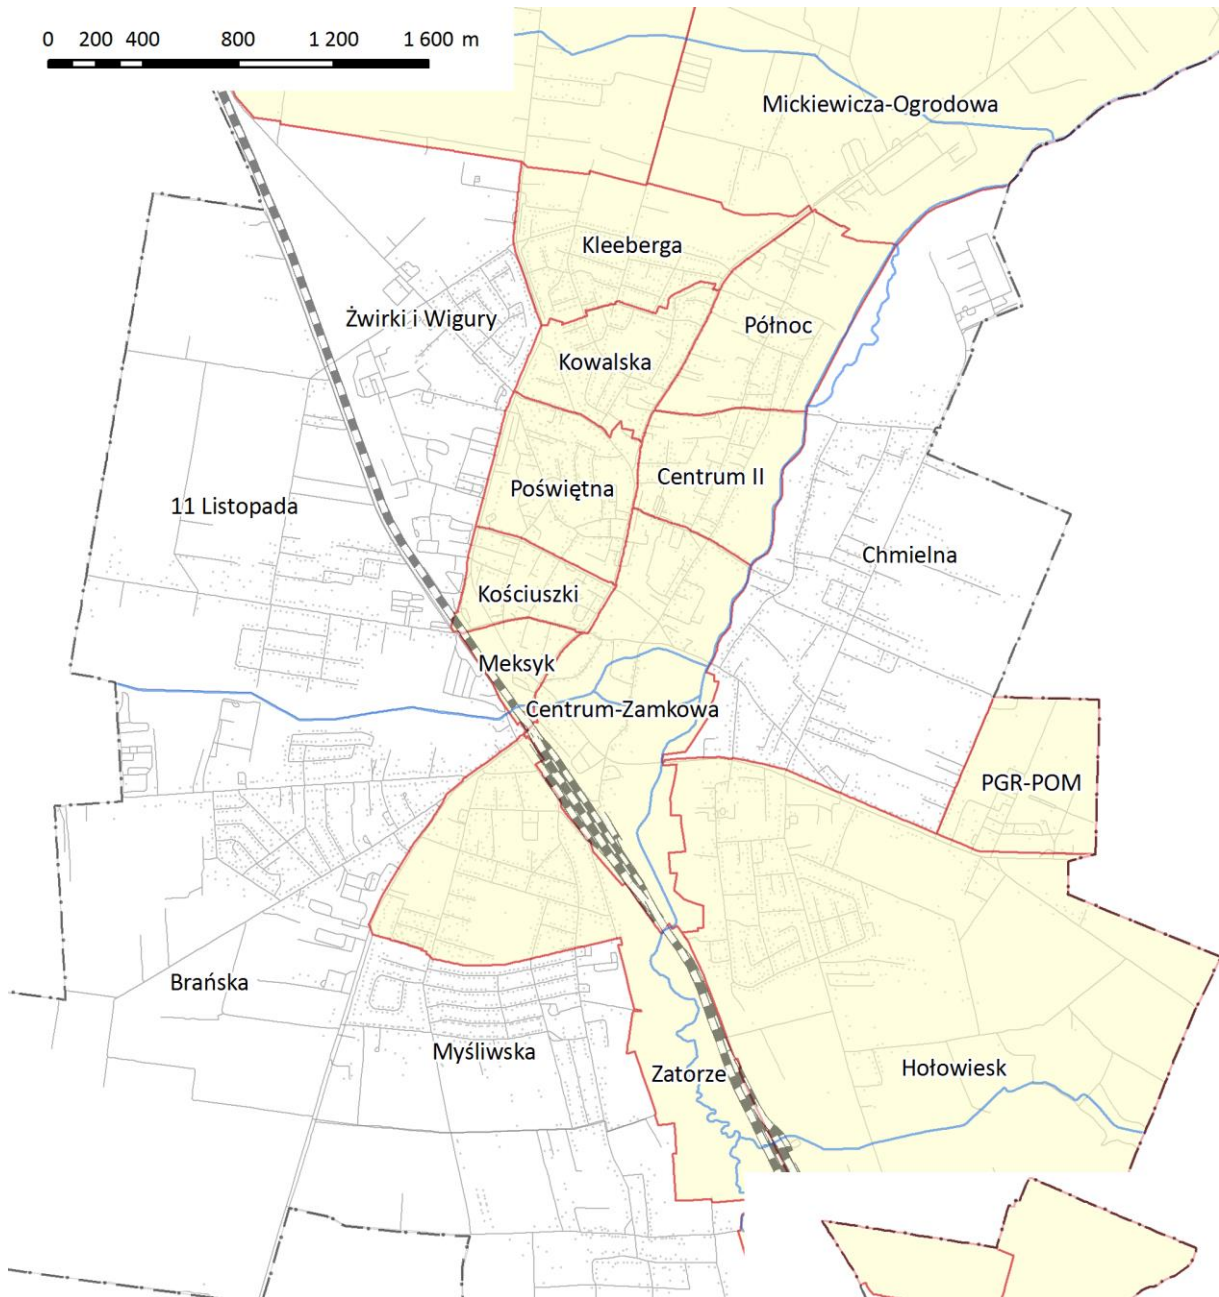 0 200 400 800 1 200 1 600 m
Mickiewicza-Ogrodowa
Kleeberga
Żwirki i Wigury
Północ
Kowalska
Centrum II
Poświętna
11 Listopada
Chmielna
Kościuszki
Meksyk
Centrum-Zamkowa
PGR-POM
Brańska
Myśliwska
Zatorze
Hołowiesk